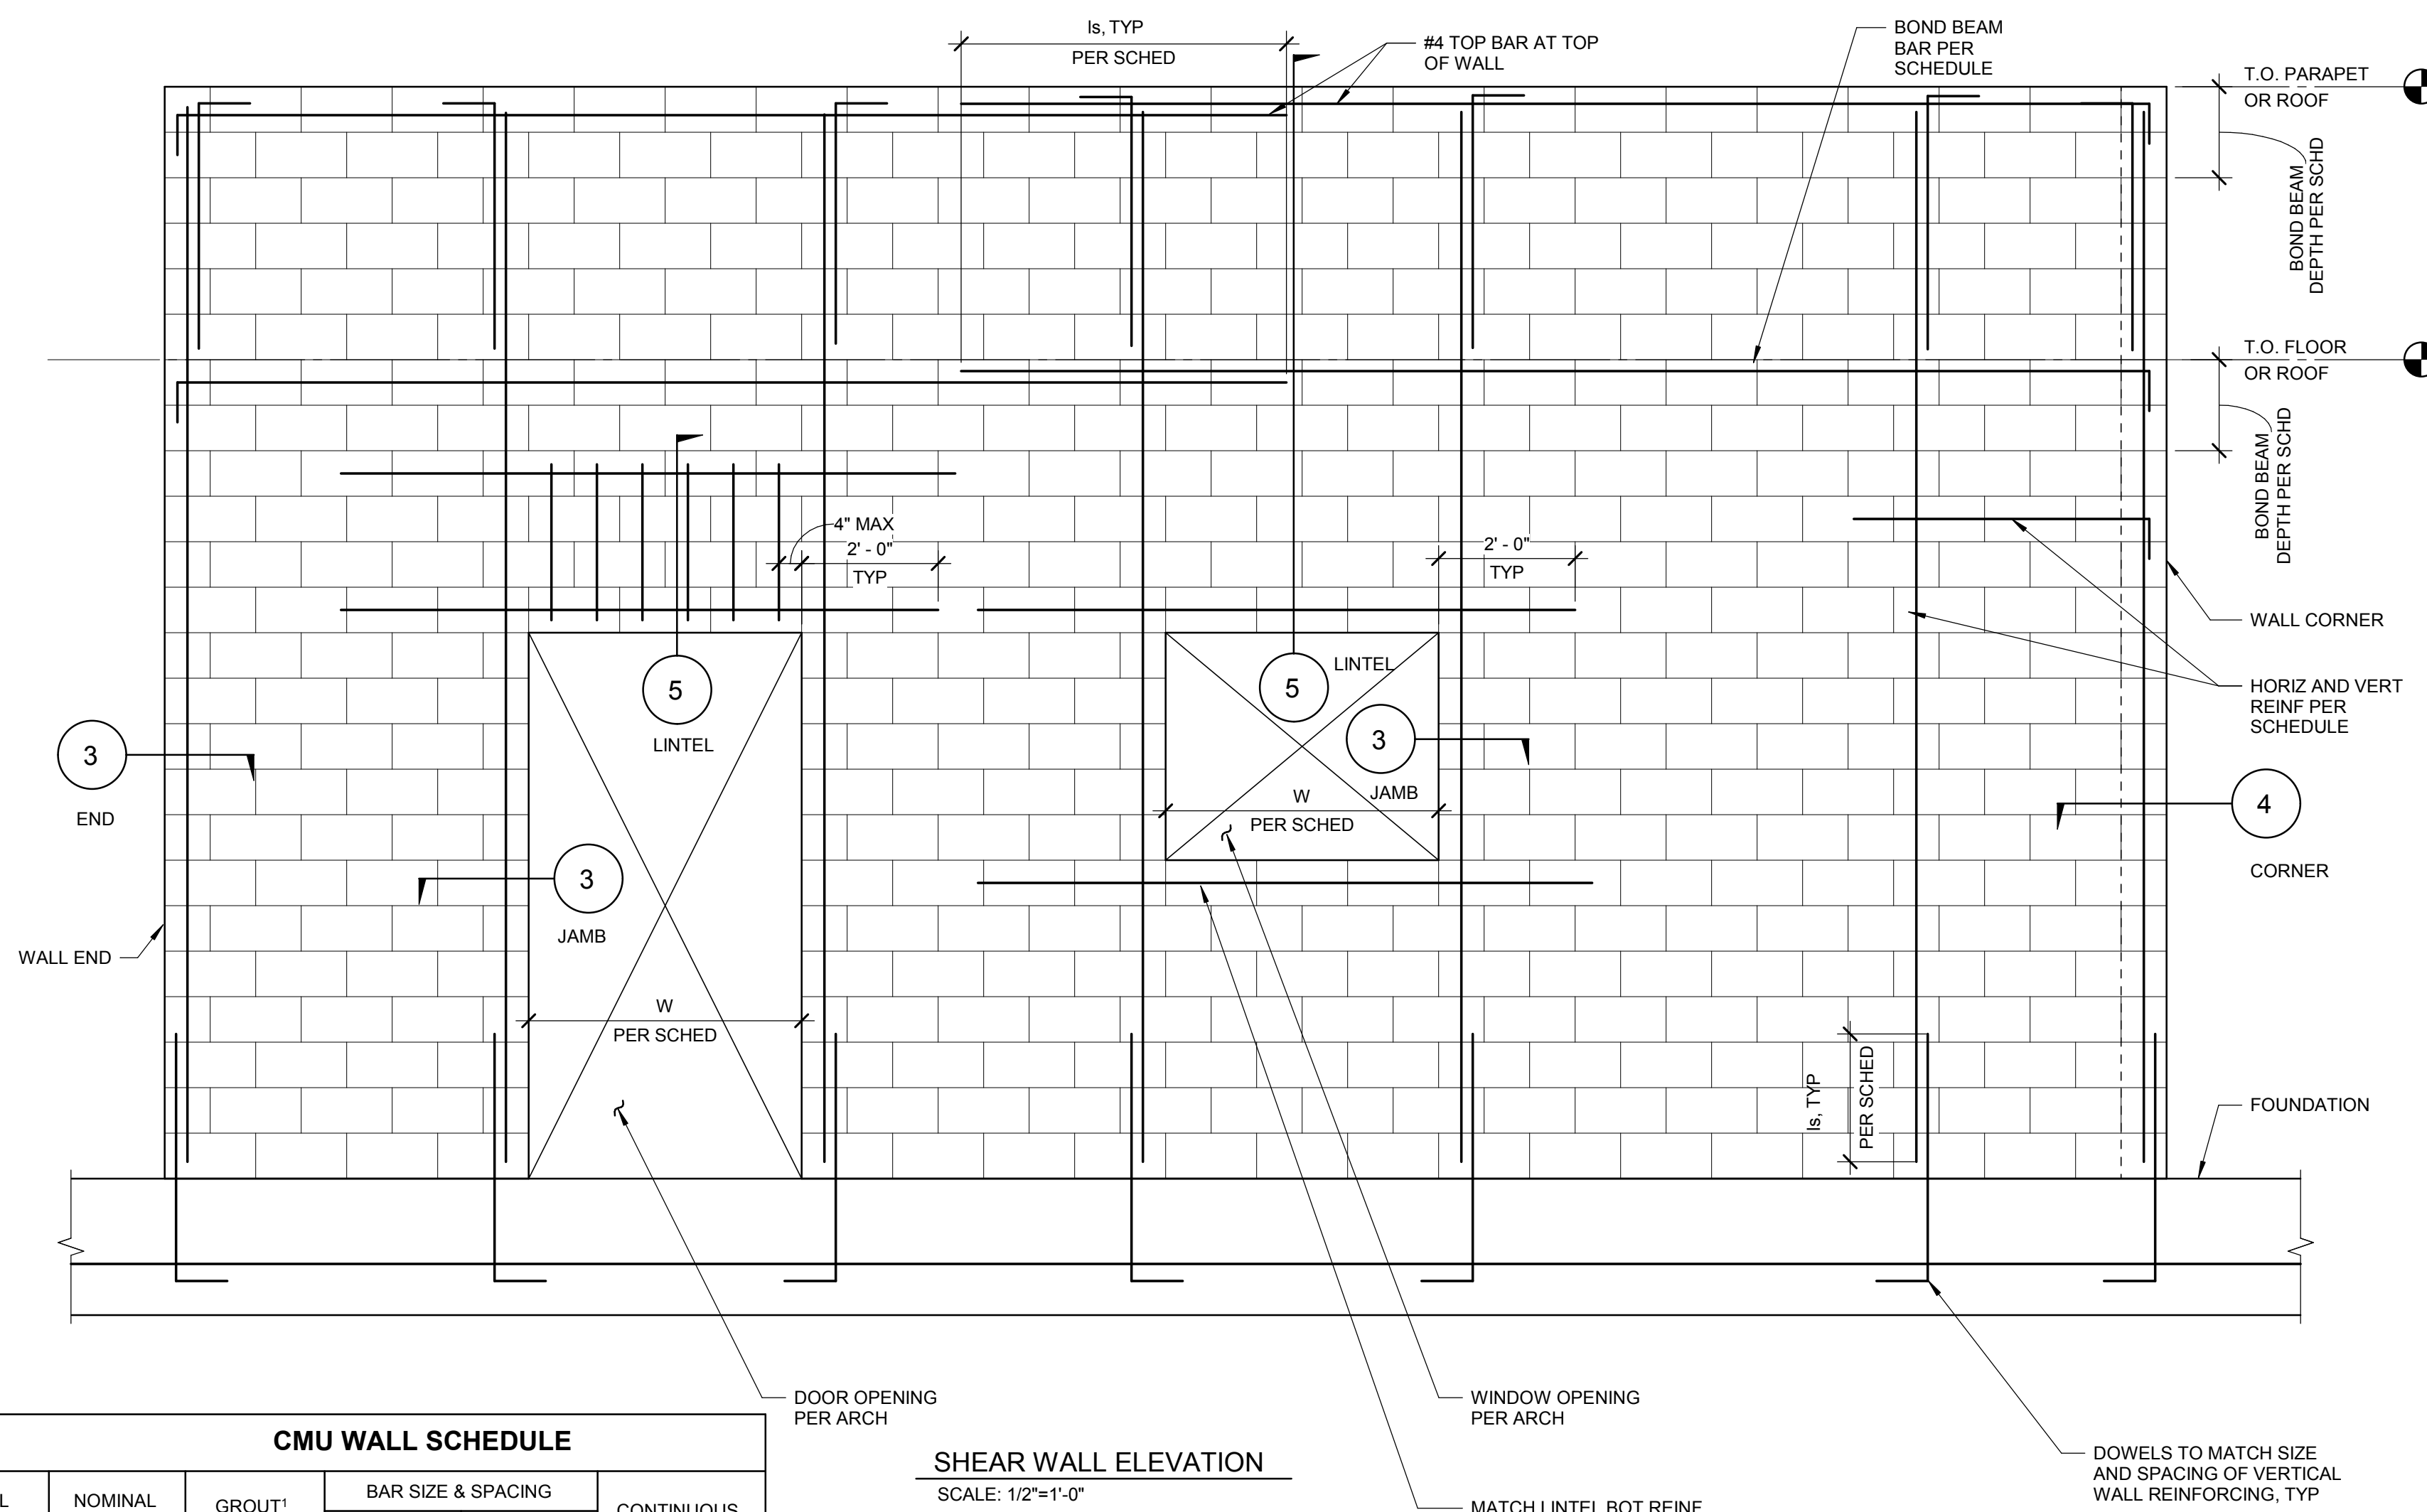 ls, TYP
PER SCHED
#4 TOP BAR AT TOP
OF WALL
BOND BEAM
BAR PER
SCHEDULE
T.O. PARAPET
OR ROOF
BOND BEAM
DEPTH PER SCHD
T.O. FLOOR
OR ROOF
BOND BEAM
DEPTH PER SCHD
4" MAX
2' - 0"
TYP
2' - 0"
TYP
WALL CORNER
HORIZ AND VERT
REINF PER
SCHEDULE
5
LINTEL
5
LINTEL
3
JAMB
W
PER SCHED
3
END
4
CORNER
3
JAMB
WALL END
W
PER SCHED
ls, TYP
PER SCHED
FOUNDATION
DOOR OPENING
PER ARCH
WINDOW OPENING
PER ARCH
DOWELS TO MATCH SIZE
AND SPACING OF VERTICAL
WALL REINFORCING, TYP
MATCH LINTEL BOT REINF
SHEAR WALL ELEVATION
SCALE: 1/2"=1'-0"
CMU WALL SCHEDULE
NOMINAL
GROUT¹
BAR SIZE & SPACING
CONTINUOUS